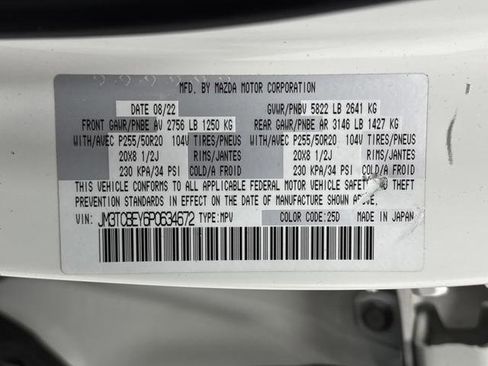 MFD. BY MAZDA MOTOR CORPORATION
DATE 08/22 GVWR/PNBV 5822 LB 2641 KG
FRONT GAWR/PNBE AV 2756 LB 1250 KG REAR GAWR/PNBE AR 3146 LB 1427 KG
WITH/AVEC P255/50R20 104V TIRES/PNEUS WITH/AVEC P255/50R20 104V TIRES/PNEUS
20X8 1/2J RIMS/JANTES 20X8 1/2J RIMS/JANTES
230 KPA/34 PSI COLD/A FROID 230 KPA/34 PSI COLD/A FROID
THIS VEHICLE CONFORMS TO ALL APPLICABLE FEDERAL MOTOR VEHICLE SAFETY AND THEFT
PREVENTION STANDARDS IN EFFECT ON THE DATE OF MANUFACTURE SHOWN ABOVE.
VIN: JM3TCBEY6P0634672 TYPE:MPV COLOR CODE:25D MADE IN JAPAN